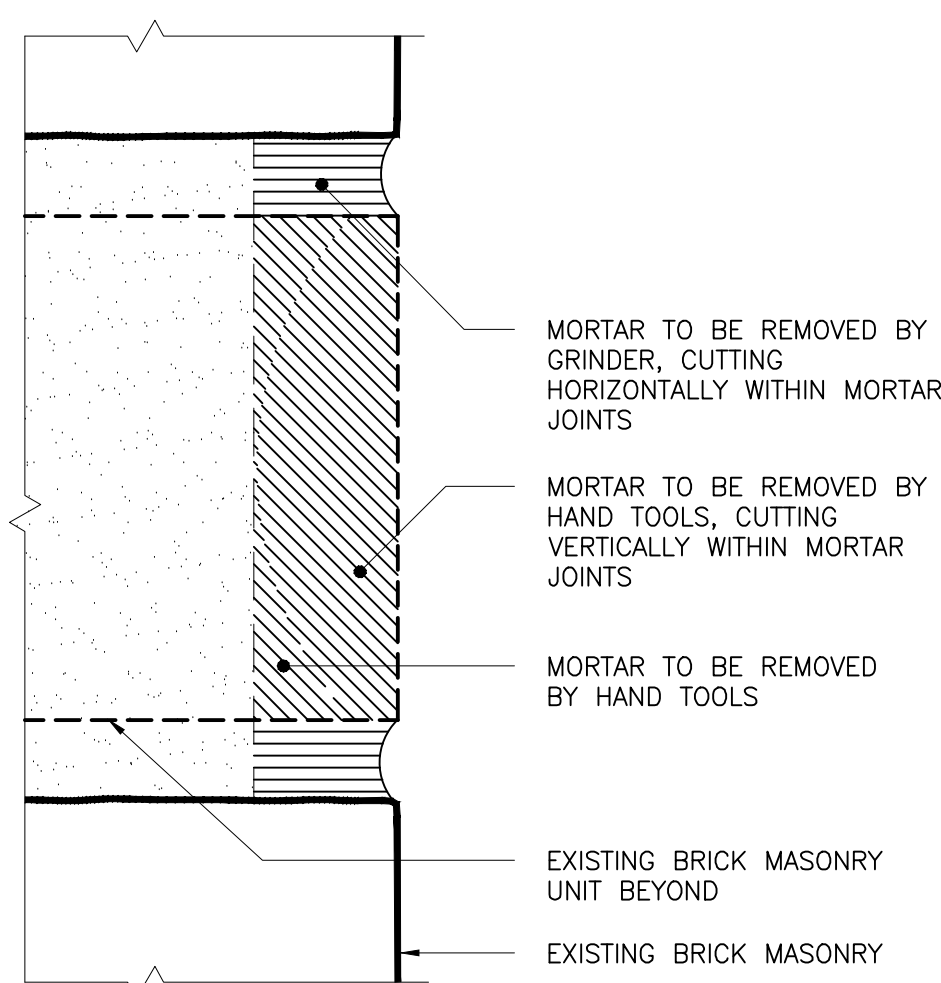 MORTAR TO BE REMOVED BY
GRINDER, CUTTING
HORIZONTALLY WITHIN MORTAR
JOINTS
MORTAR TO BE REMOVED BY
HAND TOOLS, CUTTING
VERTICALLY WITHIN MORTAR
JOINTS
MORTAR TO BE REMOVED
BY HAND TOOLS
EXISTING BRICK MASONRY
UNIT BEYOND
EXISTING BRICK MASONRY